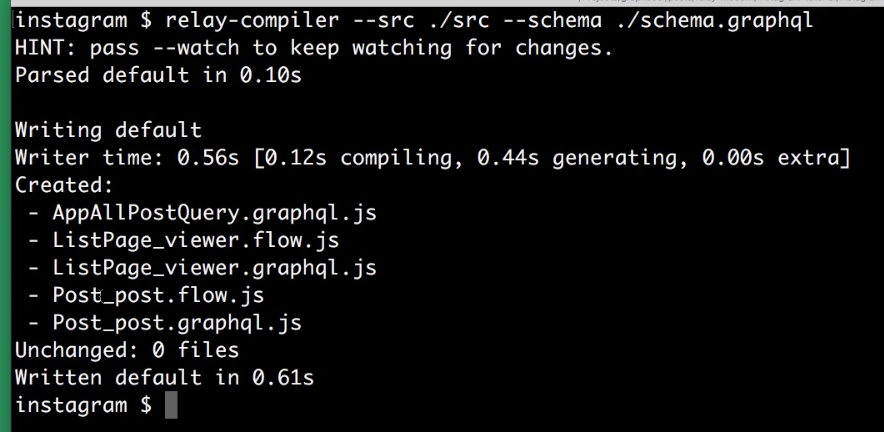 instagram $ relay-compiler --src ./src --schema ./schema.graphql
HINT: pass --watch to keep watching for changes.
Parsed default in 0.10s

Writing default
Writer time: 0.56s [0.12s compiling, 0.44s generating, 0.00s extra]
Created:
 - AppAllPostQuery.graphql.js
 - ListPage_viewer.flow.js
 - ListPage_viewer.graphql.js
 - Post_post.flow.js
 - Post_post.graphql.js
Unchanged: 0 files
Written default in 0.61s
instagram $